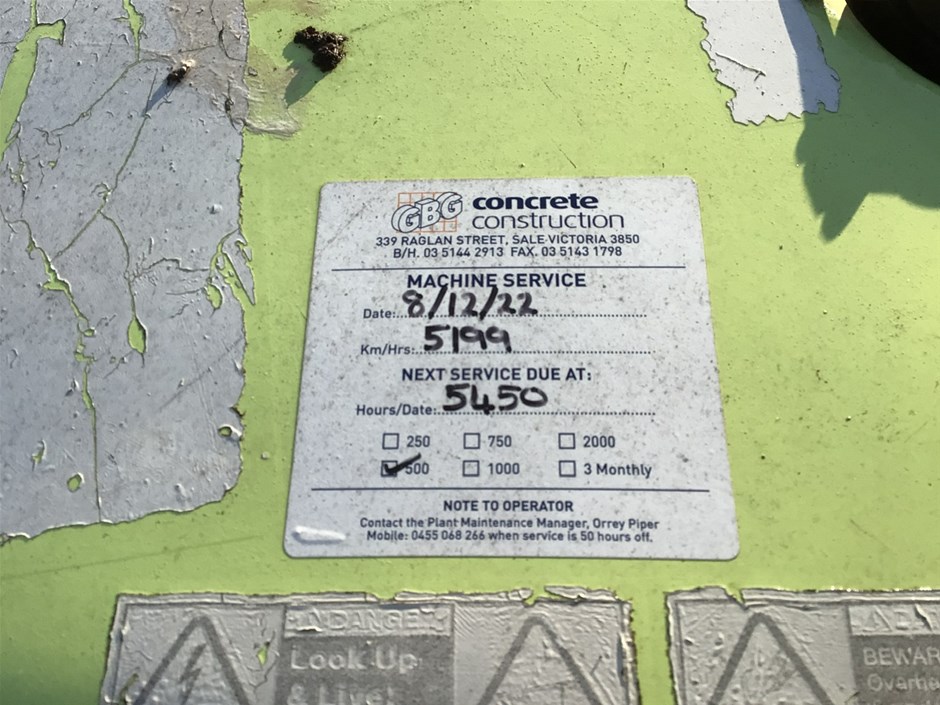 GBG concrete
construction
339 RAGLAN STREET, SALE VICTORIA 3850
B/H. 03 5144 2913 FAX. 03 5143 1798
MACHINE SERVICE
Date: 8/12/22
Km/Hrs: 5199
NEXT SERVICE DUE AT:
Hours/Date: 5450
250 750 2000
500 1000 3 Monthly
NOTE TO OPERATOR
Contact the Plant Maintenance Manager, Orrey Piper
Mobile: 0455 068 266 when service is 50 hours off.
DANGER
Look Up
& Live!